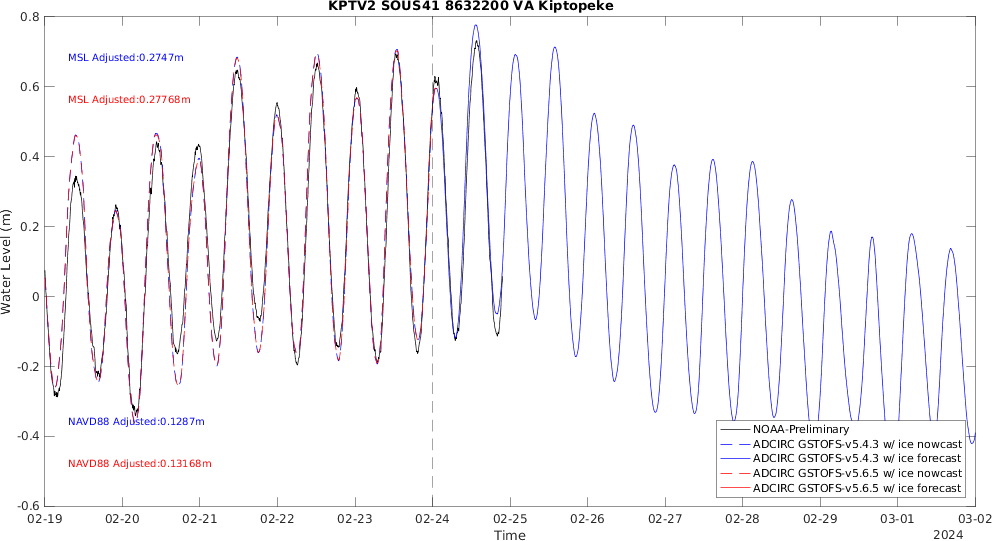 KPTV2 SOUS41 8632200 VA Kiptopeke
0.8
0.6
0.4
0.2
0
-0.2
-0.4
-0.6
Water Level (m)
MSL Adjusted:0.2747m
MSL Adjusted:0.27768m
NAVD88 Adjusted:0.1287m
NAVD88 Adjusted:0.13168m
NOAA-Preliminary
ADCIRC GSTOFS-v5.4.3 w/ ice nowcast
ADCIRC GSTOFS-v5.4.3 w/ ice forecast
ADCIRC GSTOFS-v5.6.5 w/ ice nowcast
ADCIRC GSTOFS-v5.6.5 w/ ice forecast
02-19 02-20 02-21 02-22 02-23 02-24 02-25 02-26 02-27 02-28 02-29 03-01 03-02
Time
2024